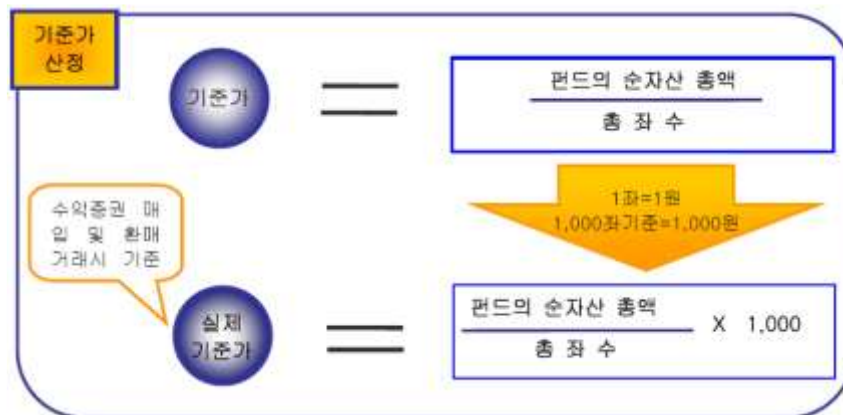 기준가
산정
기준가
펀드의 순자산 총액
총 좌 수
1좌=1원
1,000좌기준=1,000원
수익증권 매
입 및 환매
거래시 기준
실제
기준가
펀드의 순자산 총액
총 좌 수
X 1,000